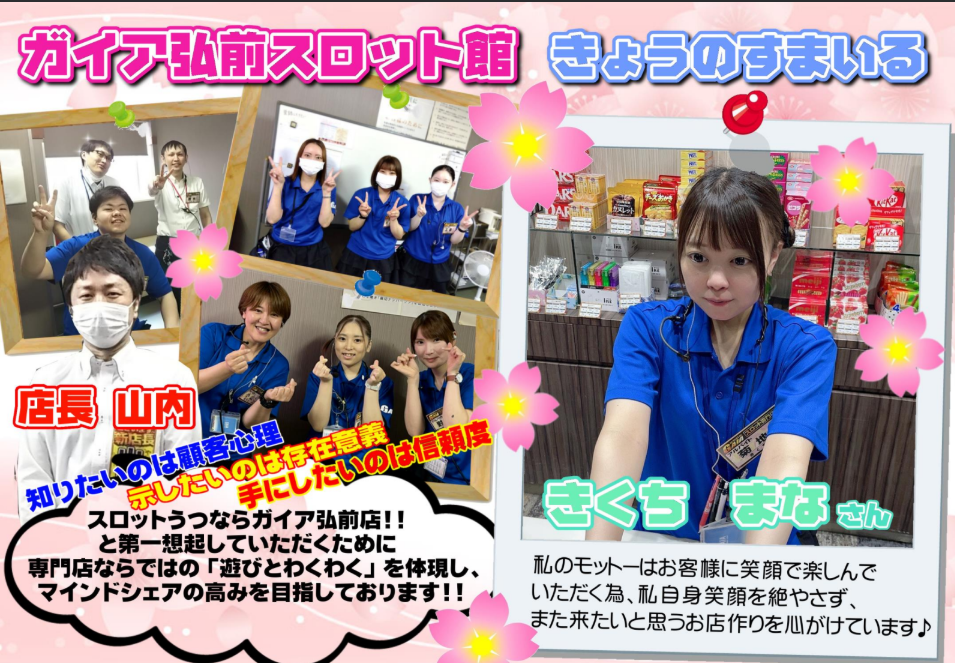 ガイア弘前スロット館 きょうのすまいる
店長 山内
新店長
知りたいのは顧客心理
示したいのは存在意義
手にしたいのは信頼度
スロットうつならガイア弘前店!!
と第一想起していただくために
専門店ならではの「遊びとわくわく」を体現し、
マインドシェアの高みを目指しております!!
きくち まな さん
私のモットーはお客様に笑顔で楽しんで
いただく為、私自身笑顔を絶やさず、
また来たいと思うお店作りを心がけています♪